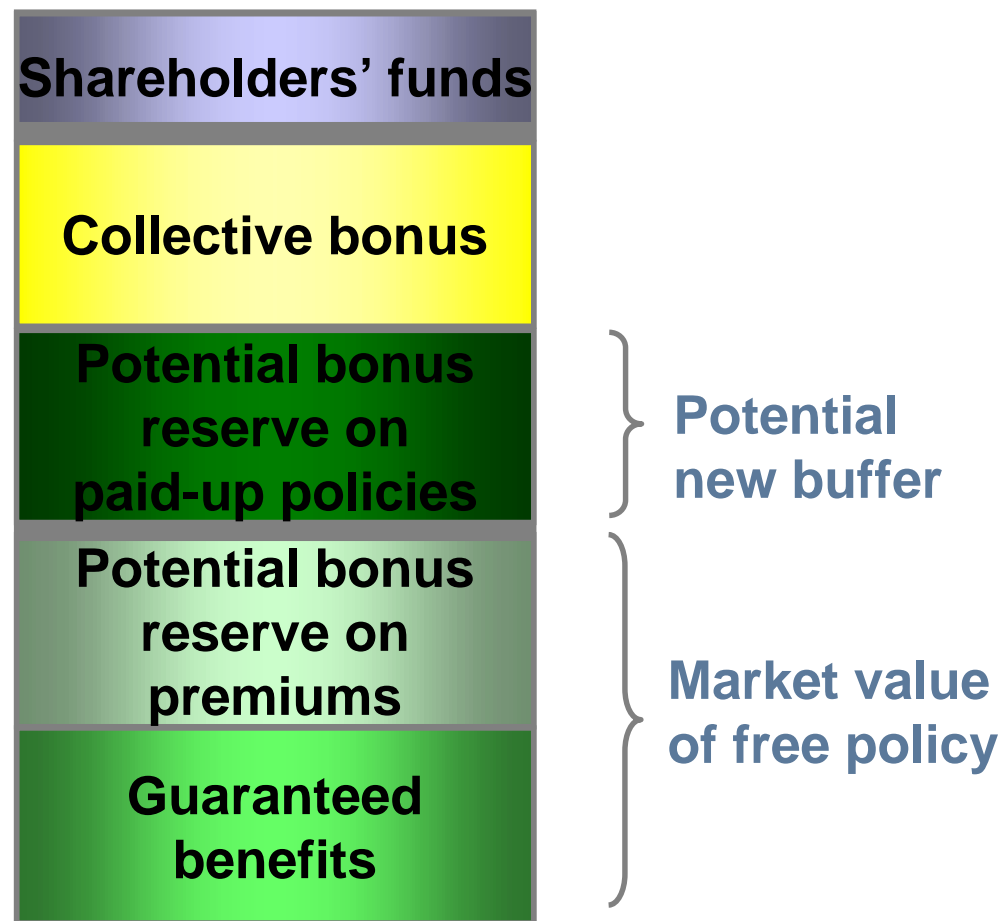 Shareholders’ funds
Collective bonus
Potential bonus
reserve on
paid-up policies
Potential
new buffer
Potential bonus
reserve on
premiums
Market value
of free policy
Guaranteed
benefits